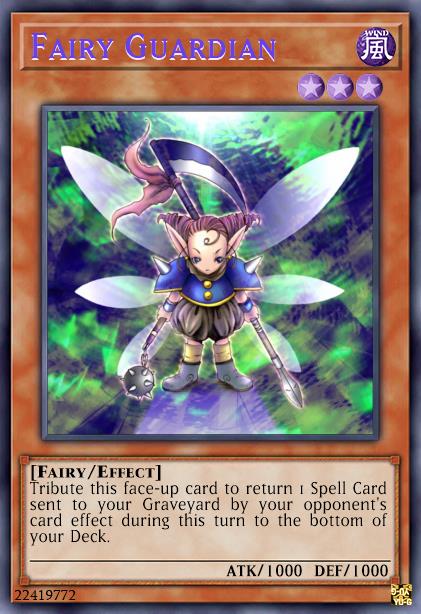 FAIRY GUARDIAN
WIND
風
[FAIRY/EFFECT]
Tribute this face-up card to return 1 Spell Card
sent to your Graveyard by your opponent's
card effect during this turn to the bottom of
your Deck.
ATK/1000 DEF/1000
22419772